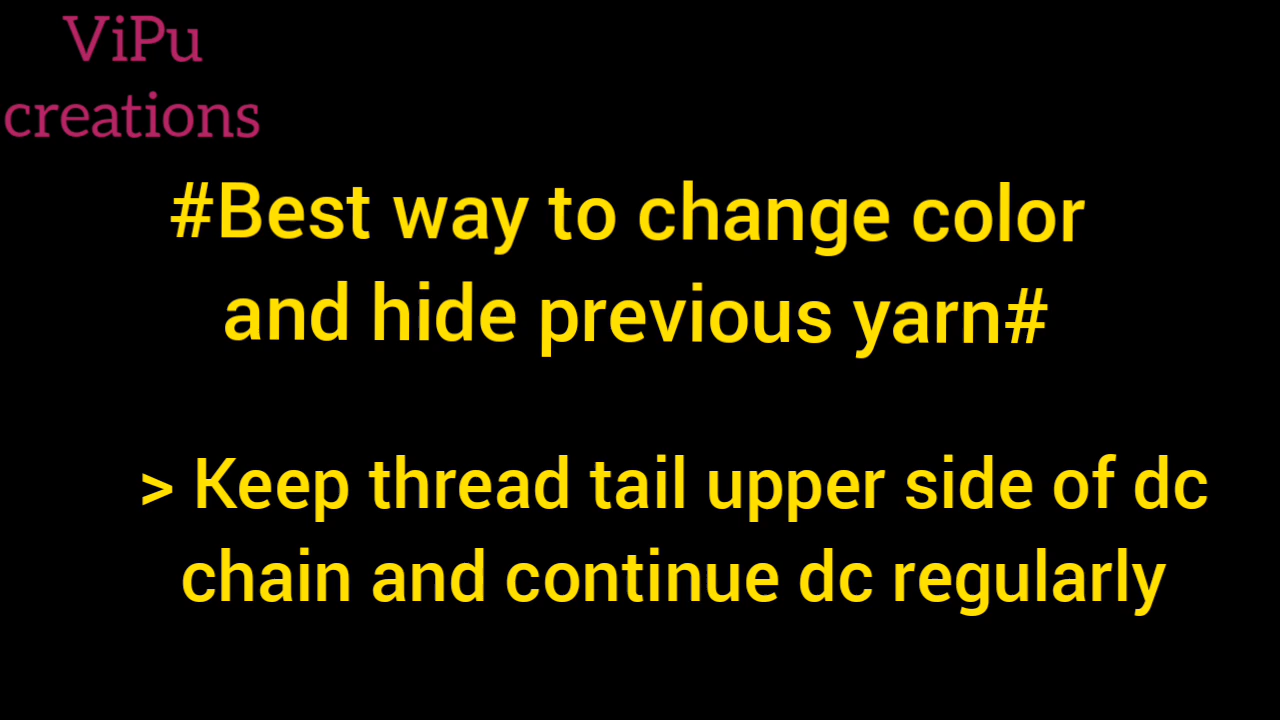 ViPu
creations
#Best way to change color
and hide previous yarn#
> Keep thread tail upper side of dc
chain and continue dc regularly